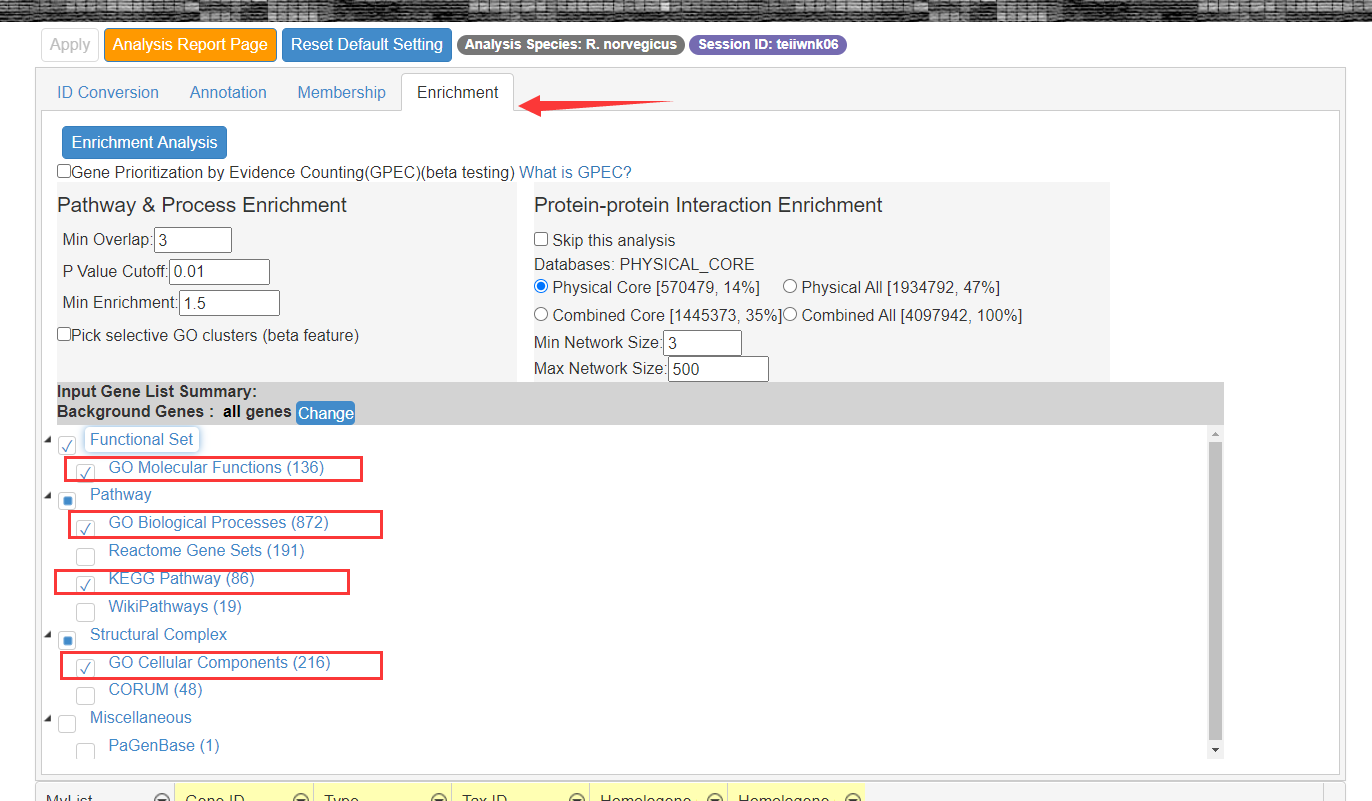 Apply Analysis Report Page Reset Default Setting Analysis Species: R. norvegicus Session ID: teiiwnk06
ID Conversion Annotation Membership Enrichment
Enrichment Analysis
Gene Prioritization by Evidence Counting(GPEC)(beta testing) What is GPEC?
Pathway & Process Enrichment
Min Overlap: 3
P Value Cutoff: 0.01
Min Enrichment: 1.5
Pick selective GO clusters (beta feature)
Protein-protein Interaction Enrichment
Skip this analysis
Databases: PHYSICAL_CORE
Physical Core [570479, 14%] Physical All [1934792, 47%]
Combined Core [1445373, 35%] Combined All [4097942, 100%]
Min Network Size: 3
Max Network Size: 500
Input Gene List Summary:
Background Genes : all genes Change
Functional Set
GO Molecular Functions (136)
Pathway
GO Biological Processes (872)
Reactome Gene Sets (191)
KEGG Pathway (86)
WikiPathways (19)
Structural Complex
GO Cellular Components (216)
CORUM (48)
Miscellaneous
PaGenBase (1)
MyList Gene ID Type Tax ID Homologene Homologene